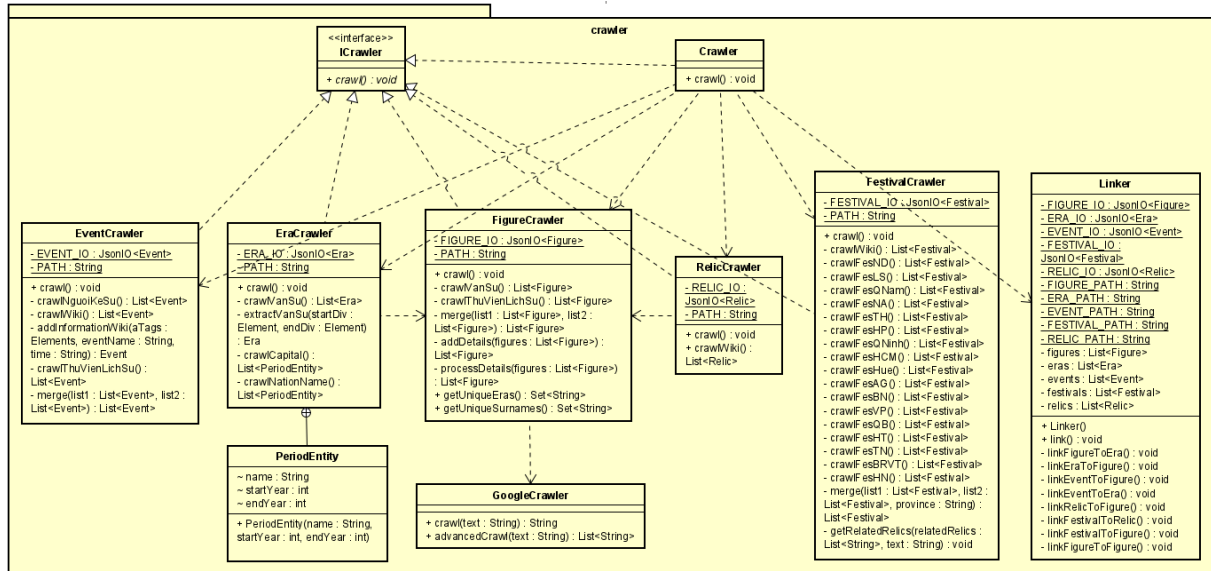 crawler
<<interface>>
ICrawler
+ crawl() : void
Crawler
+ crawl() : void
EventCrawler
- EVENT_IO : JsonIO<Event>
- PATH : String
+ crawl() : void
- crawlNguoiKeSu() : List<Event>
- crawlWiki() : List<Event>
- addInformationWiki(aTags :
Elements, eventName : String,
time : String) : Event
- crawlThuVienLichSu() :
List<Event>
- merge(list1 : List<Event>, list2 :
List<Event>) : List<Event>
EraCrawler
- ERA_IO : JsonIO<Era>
- PATH : String
+ crawl() : void
- crawlVanSu() : List<Era>
- extractVanSu(startDiv :
Element, endDiv : Element)
: Era
- crawlCapital() :
List<PeriodEntity>
- crawlNationName() :
List<PeriodEntity>
PeriodEntity
~ name : String
~ startYear : int
~ endYear : int
+ PeriodEntity(name : String,
startYear : int, endYear : int)
FigureCrawler
- FIGURE_IO : JsonIO<Figure>
- PATH : String
+ crawl() : void
- crawlVanSu() : List<Figure>
- crawlThuVienLichSu() : List<Figure>
- merge(list1 : List<Figure>, list2 :
List<Figure>) : List<Figure>
- addDetails(figures : List<Figure>) :
List<Figure>
- processDetails(figures : List<Figure>)
: List<Figure>
+ getUniqueEras() : Set<String>
+ getUniqueSurnames() : Set<String>
GoogleCrawler
+ crawl(text : String) : String
+ advancedCrawl(text : String) : List<String>
RelicCrawler
- RELIC_IO :
JsonIO<Relic>
- PATH : String
+ crawl() : void
- crawlWiki() :
List<Relic>
FestivalCrawler
- FESTIVAL_IO : JsonIO<Festival>
- PATH : String
+ crawl() : void
- crawlWiki() : List<Festival>
- crawlFesND() : List<Festival>
- crawlFesLS() : List<Festival>
- crawlFesQNam() : List<Festival>
- crawlFesNA() : List<Festival>
- crawlFesTH() : List<Festival>
- crawlFesHP() : List<Festival>
- crawlFesQNinh() : List<Festival>
- crawlFesHCM() : List<Festival>
- crawlFesHue() : List<Festival>
- crawlFesAG() : List<Festival>
- crawlFesBN() : List<Festival>
- crawlFesVP() : List<Festival>
- crawlFesQB() : List<Festival>
- crawlFesHT() : List<Festival>
- crawlFesTN() : List<Festival>
- crawlFesBRVT() : List<Festival>
- crawlFesHN() : List<Festival>
- merge(list1 : List<Festival>, list2 :
List<Festival>, province : String) :
List<Festival>
- getRelatedRelics(relatedRelics :
List<String>, text : String) : void
Linker
- FIGURE_IO : JsonIO<Figure>
- ERA_IO : JsonIO<Era>
- EVENT_IO : JsonIO<Event>
- FESTIVAL_IO :
JsonIO<Festival>
- RELIC_IO : JsonIO<Relic>
- FIGURE_PATH : String
- ERA_PATH : String
- EVENT_PATH : String
- FESTIVAL_PATH : String
- RELIC_PATH : String
- figures : List<Figure>
- eras : List<Era>
- events : List<Event>
- festivals : List<Festival>
- relics : List<Relic>
+ Linker()
+ link() : void
- linkFigureToEra() : void
- linkEraToFigure() : void
- linkEventToFigure() : void
- linkEventToEra() : void
- linkRelicToFigure() : void
- linkFestivalToRelic() : void
- linkFestivalToFigure() : void
- linkFigureToFigure() : void